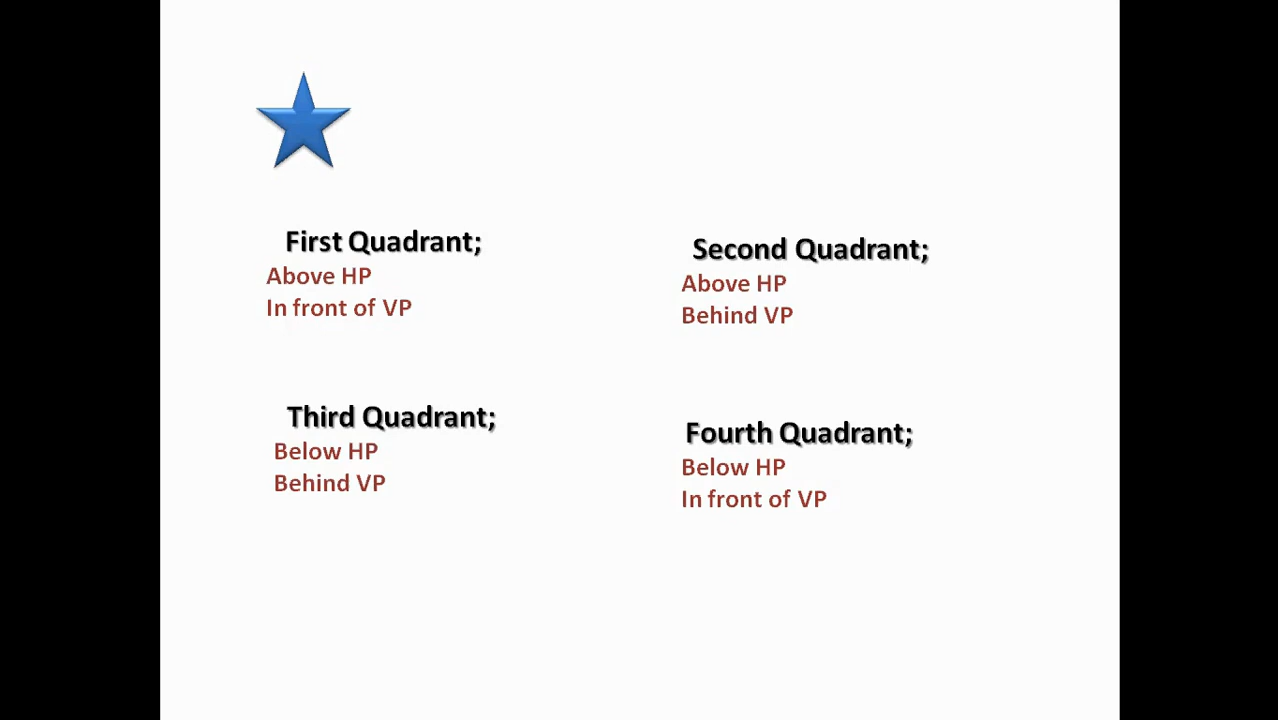 First Quadrant;
Above HP
In front of VP
Second Quadrant;
Above HP
Behind VP
Third Quadrant;
Below HP
Behind VP
Fourth Quadrant;
Below HP
In front of VP